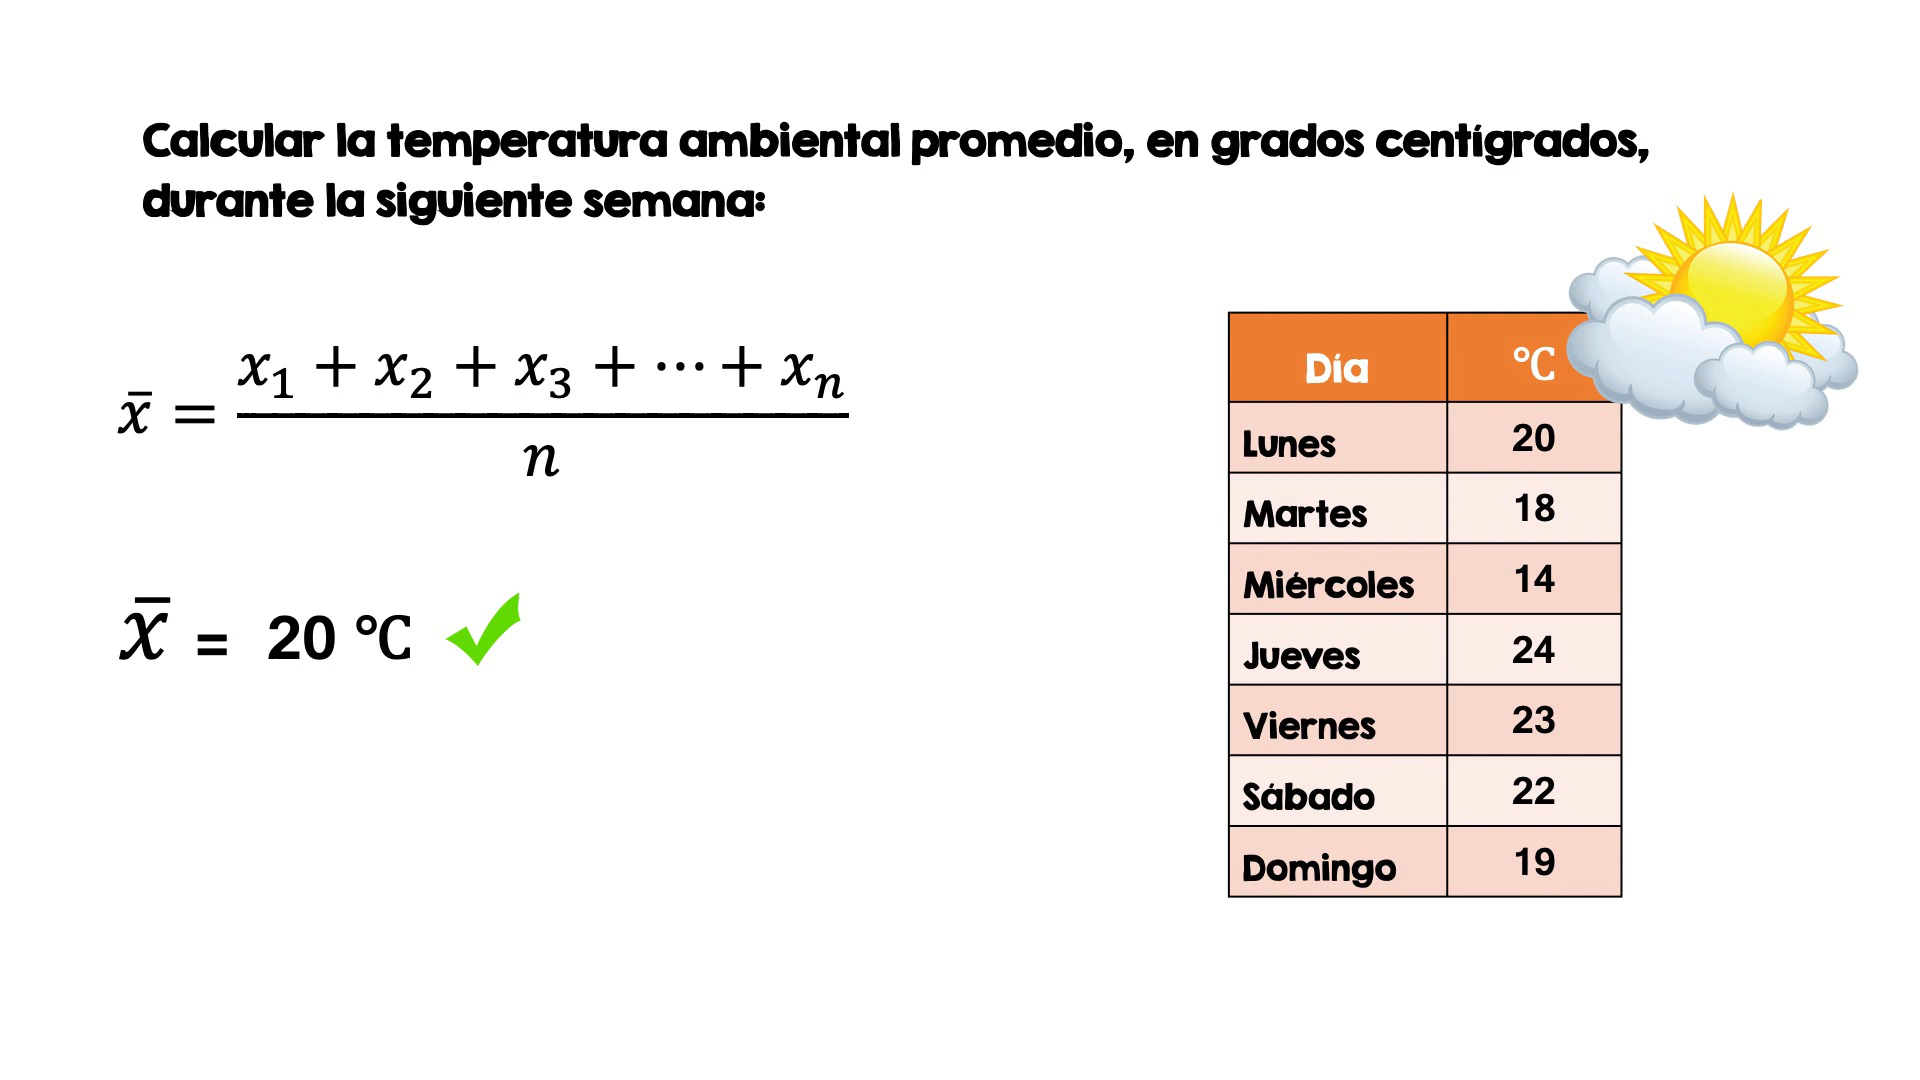 Calcular la temperatura ambiental promedio, en grados centígrados,
durante la siguiente semana:
x̄ = (x₁ + x₂ + x₃ + ⋯ + xₙ) / n
x̄ = 20 °C
Día °C
Lunes 20
Martes 18
Miércoles 14
Jueves 24
Viernes 23
Sábado 22
Domingo 19